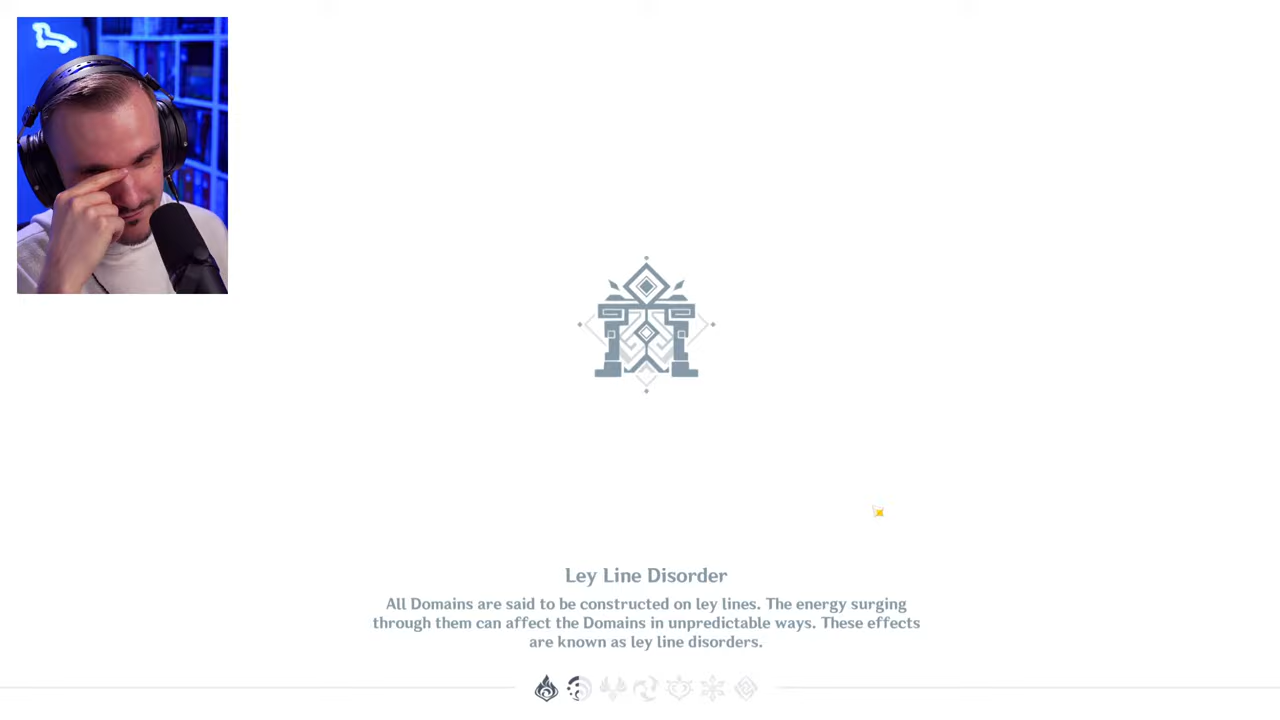 Ley Line Disorder
All Domains are said to be constructed on ley lines. The energy surging
through them can affect the Domains in unpredictable ways. These effects
are known as ley line disorders.